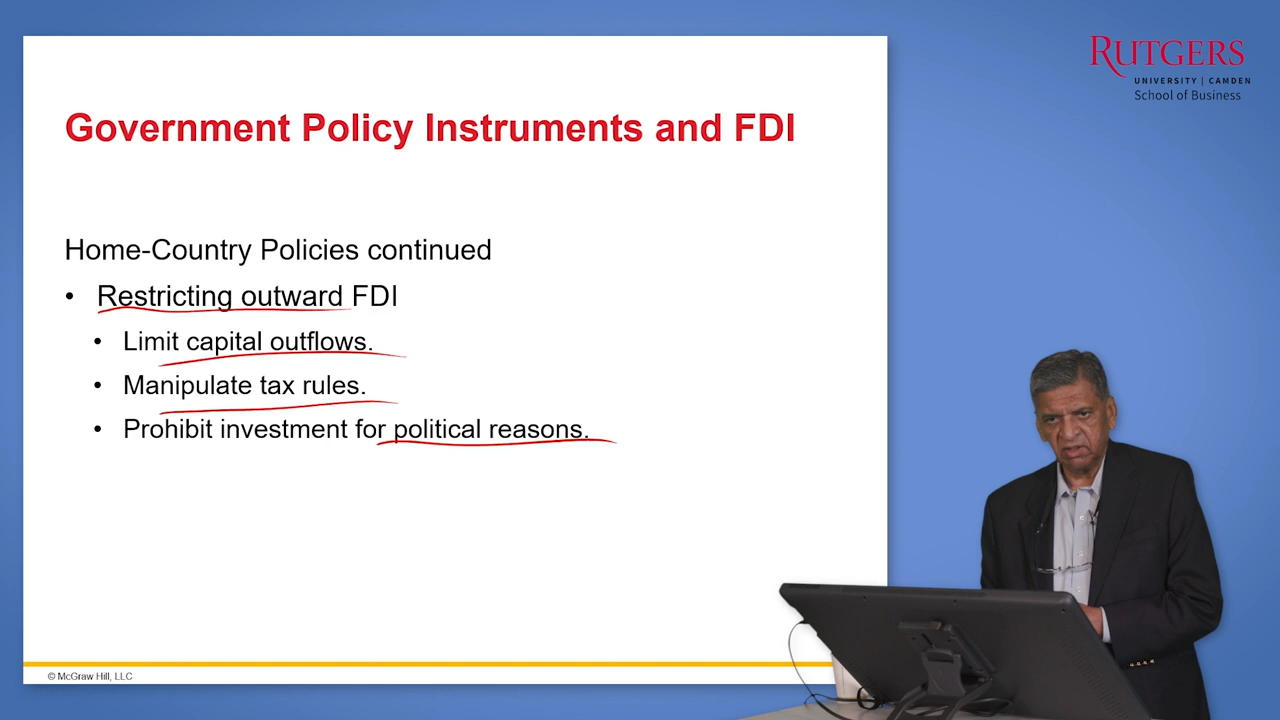 RUTGERS
UNIVERSITY | CAMDEN
School of Business
Government Policy Instruments and FDI
Home-Country Policies continued
• Restricting outward FDI
• Limit capital outflows.
• Manipulate tax rules.
• Prohibit investment for political reasons.
© McGraw Hill, LLC